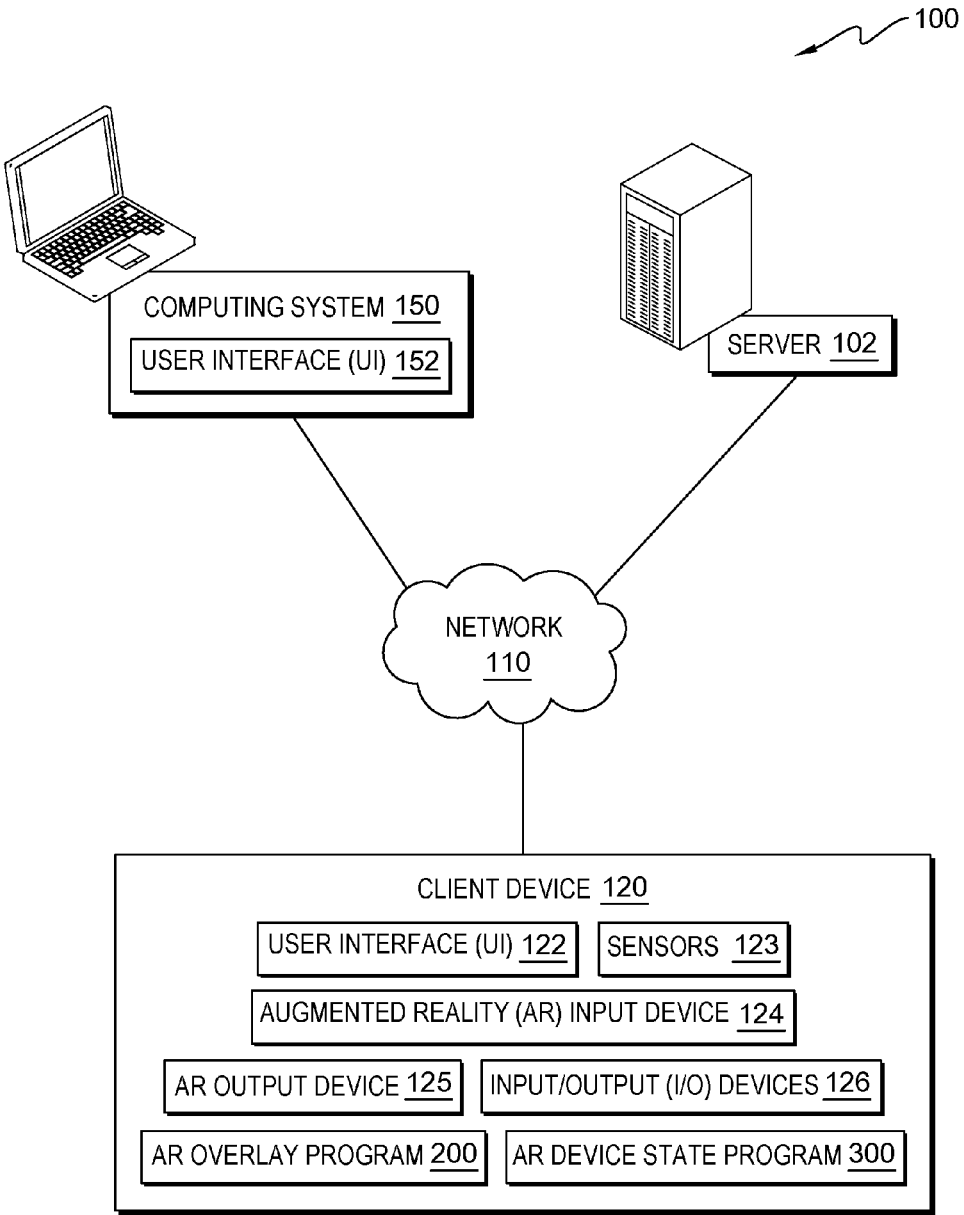 100
COMPUTING SYSTEM 150
USER INTERFACE (UI) 152
SERVER 102
NETWORK
110
CLIENT DEVICE 120
USER INTERFACE (UI) 122
SENSORS 123
AUGMENTED REALITY (AR) INPUT DEVICE 124
AR OUTPUT DEVICE 125
INPUT/OUTPUT (I/O) DEVICES 126
AR OVERLAY PROGRAM 200
AR DEVICE STATE PROGRAM 300